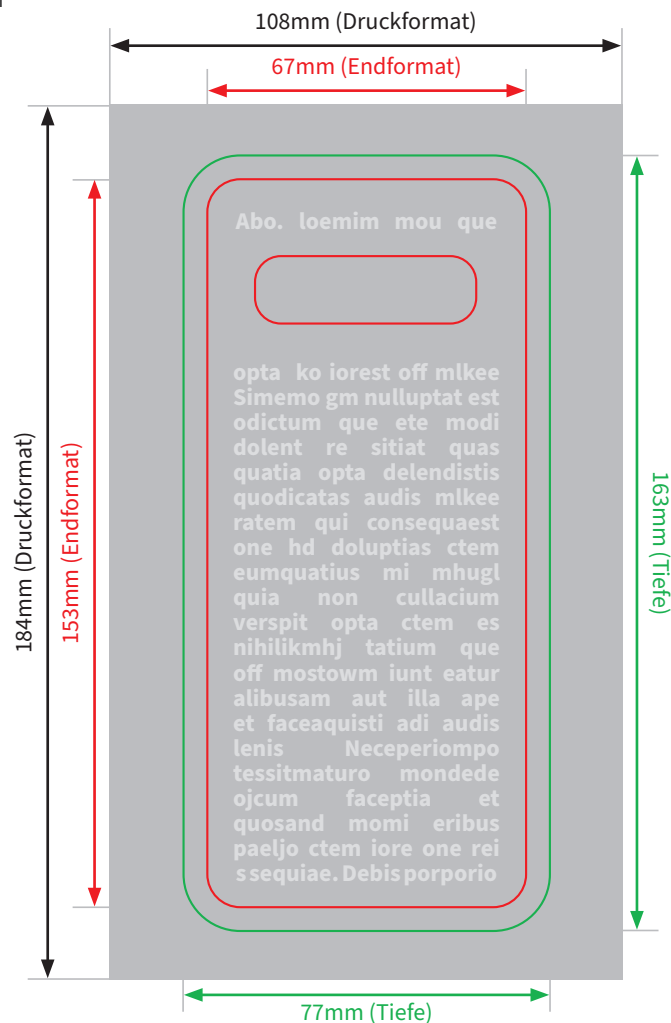 108mm (Druckformat)
67mm (Endformat)
184mm (Druckformat)
153mm (Endformat)
Abo. loemim mou que
opta ko iorest off mlkee
Simemo gm nulluptat est
odictum que ete modi
dolent re sitiat quas
quatia opta delendistis
quodicatas audis mlkee
ratem qui consequaest
one hd doluptias ctem
eumquatius mi mhugl
quia non cullacium
verspit opta ctem es
nihilikmhj tatium que
off mostowm iunt eatur
alibusam aut illa ape
et faceaquisti adi audis
lenis Neceperiompo
tessitmaturo mondede
ojcum faceptia et
quosand momi eribus
paeljo ctem iore one rei
s sequiae. Debis porporio
163mm (Tiefe)
77mm (Tiefe)